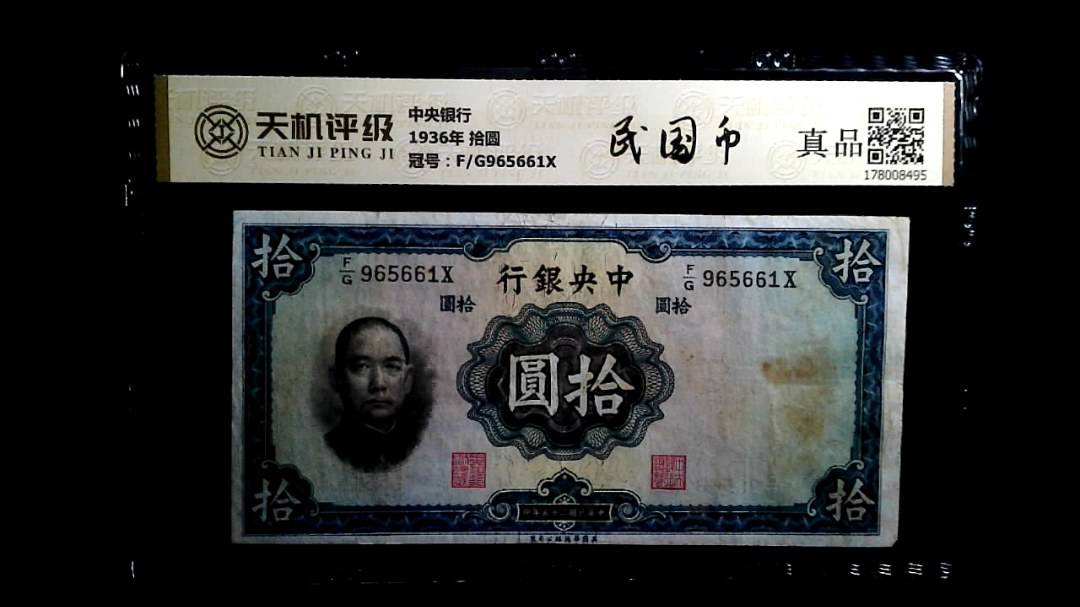 天机评级
TIAN JI PING JI
中央银行
1936年 拾圆
冠号：F/G965661X
民国币
真品
178008495
拾
拾
F/G 965661X
行銀央中
F/G 965661X
拾圓
拾圓
圓拾
拾
拾